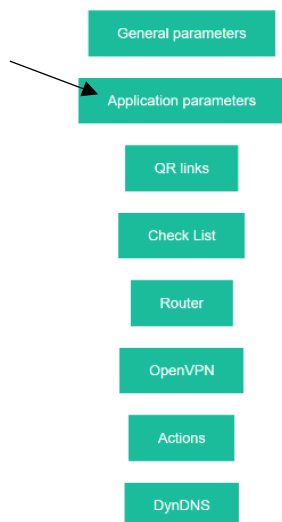 General parameters
Application parameters
QR links
Check List
Router
OpenVPN
Actions
DynDNS